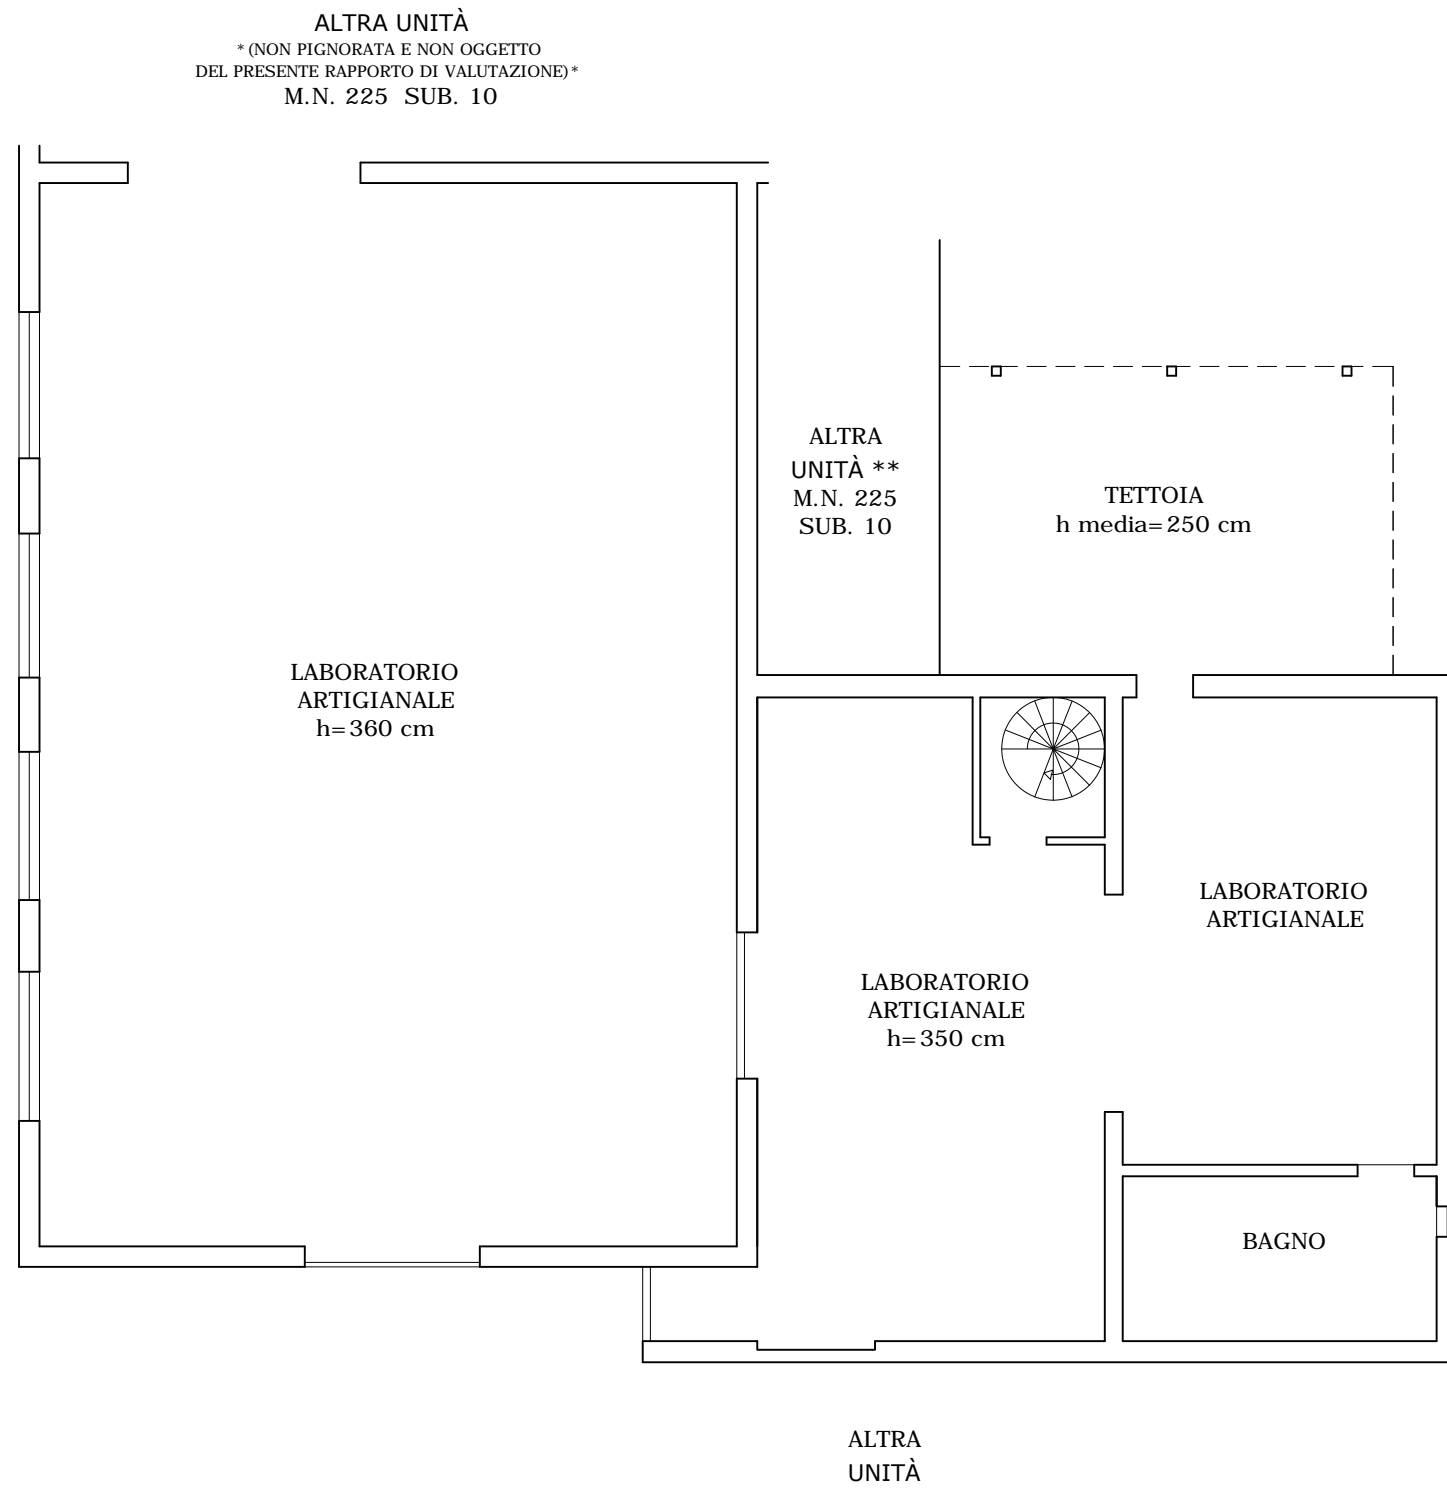 ALTRA UNITÀ
*(NON PIGNORATA E NON OGGETTO
DEL PRESENTE RAPPORTO DI VALUTAZIONE)*
M.N. 225 SUB. 10
ALTRA
UNITÀ **
M.N. 225
SUB. 10
TETTOIA
h media=250 cm
LABORATORIO
ARTIGIANALE
h=360 cm
LABORATORIO
ARTIGIANALE
LABORATORIO
ARTIGIANALE
h=350 cm
BAGNO
ALTRA
UNITÀ